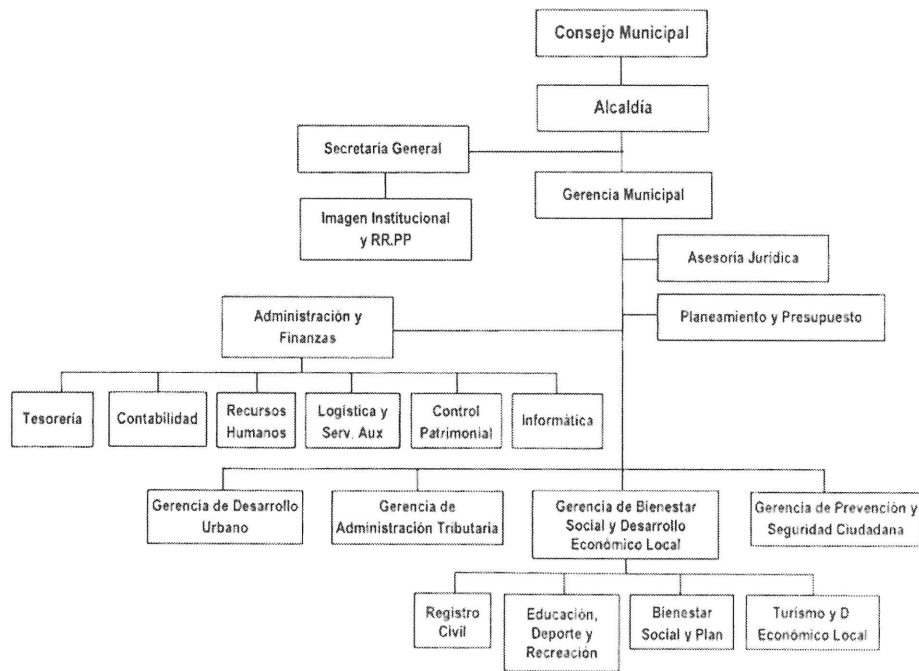 Consejo Municipal
Alcaldía
Secretaría General
Gerencia Municipal
Imagen Institucional
y RR.PP
Asesoría Jurídica
Administración y
Finanzas
Planeamiento y Presupuesto
Tesorería
Contabilidad
Recursos
Humanos
Logística y
Serv. Aux
Control
Patrimonial
Informática
Gerencia de Desarrollo
Urbano
Gerencia de
Administración Tributaria
Gerencia de Bienestar
Social y Desarrollo
Económico Local
Gerencia de Prevención y
Seguridad Ciudadana
Registro
Civil
Educación,
Deporte y
Recreación
Bienestar
Social y Plan
Turismo y D
Económico Local